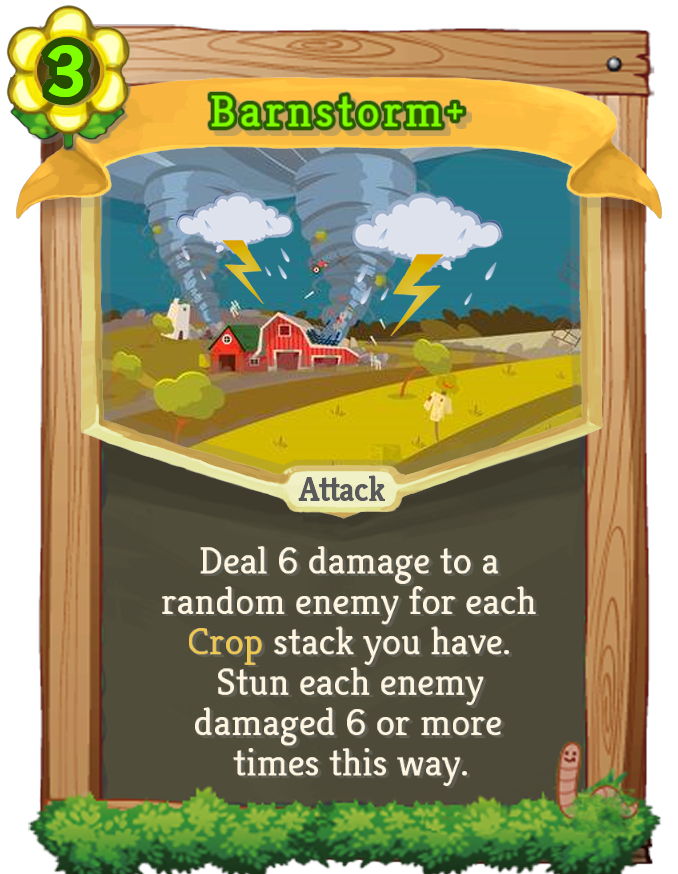 3
Barnstorm+
Attack
Deal 6 damage to a
random enemy for each
Crop stack you have.
Stun each enemy
damaged 6 or more
times this way.